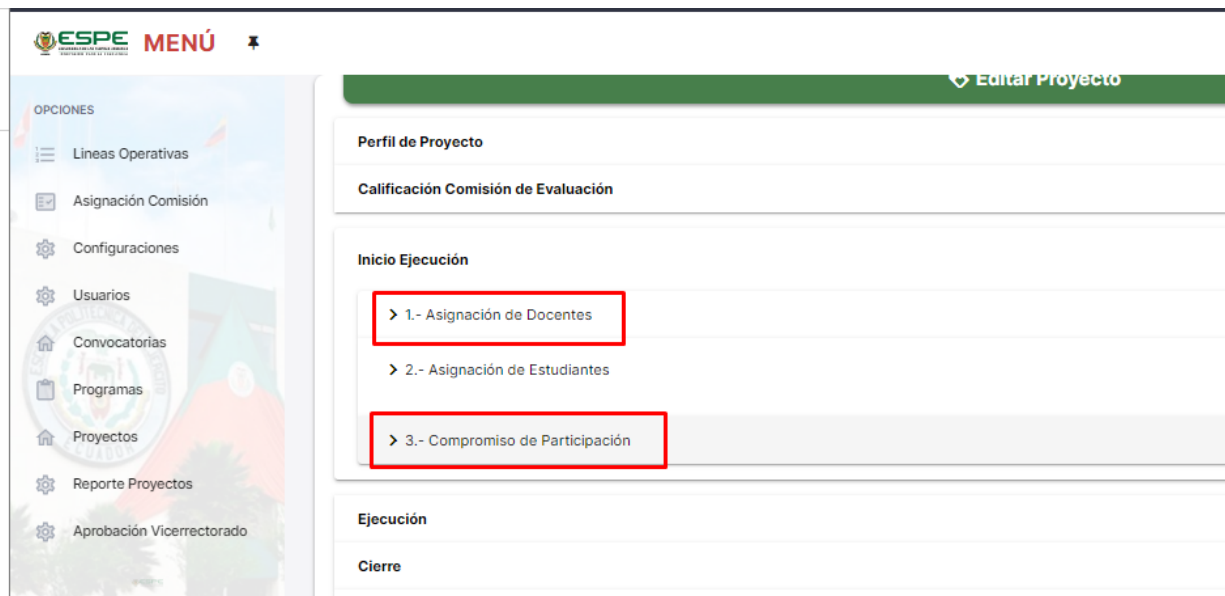 ESPE
MENÚ
OPCIONES
Lineas Operativas
Asignación Comisión
Configuraciones
Usuarios
Convocatorias
Programas
Proyectos
Reporte Proyectos
Aprobación Vicerrectorado
Editar Proyecto
Perfil de Proyecto
Calificación Comisión de Evaluación
Inicio Ejecución
1.- Asignación de Docentes
2.- Asignación de Estudiantes
3.- Compromiso de Participación
Ejecución
Cierre